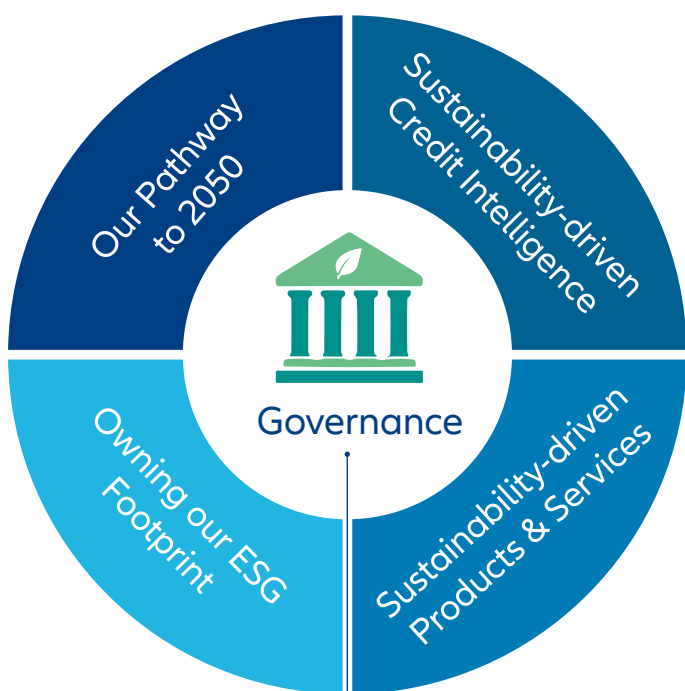 Our Pathway
to 2050
Sustainability-driven
Credit Intelligence
Governance
Owning our ESG
Footprint
Sustainability-driven
Products & Services